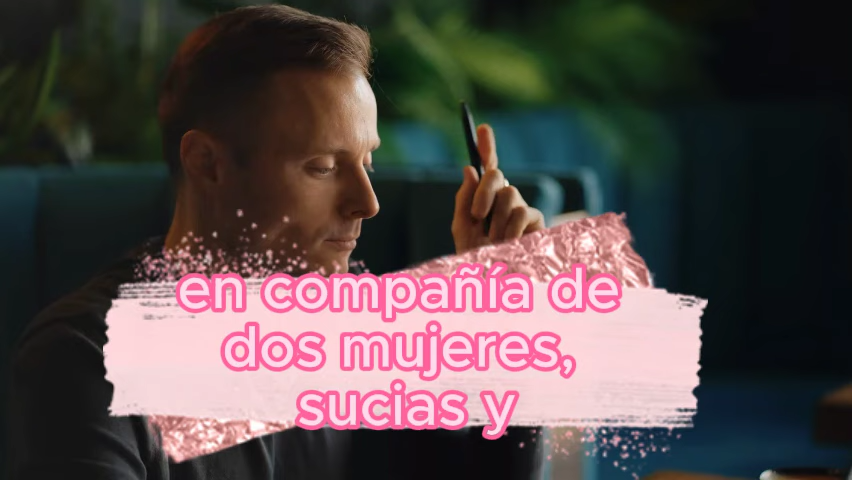 en compañía de
dos mujeres,
sucias y